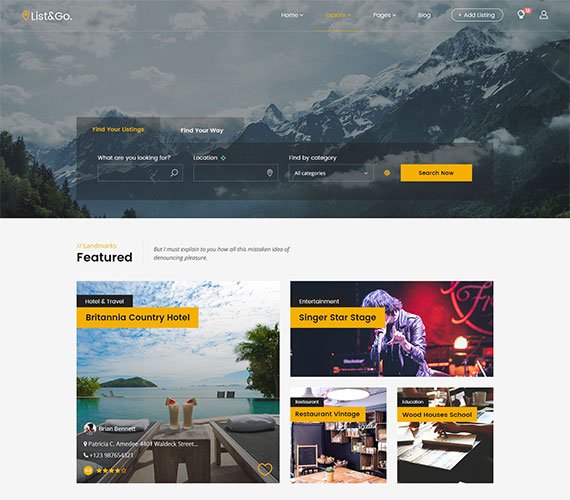 List&Go.
Home
Explore
Pages
Blog
+ Add Listing
Find Your Listings
Find Your Way
What are you looking for?
Location
Find by category
All categories
Search Now
// Landmarks
Featured
But I must explain to you how all this mistaken idea of
denouncing pleasure.
Hotel & Travel
Britannia Country Hotel
Brian Bennett
Patricia C. Amedee 4401 Waldeck Street...
+123 987654321
Entertainment
Singer Star Stage
Restaurant
Restaurant Vintage
Education
Wood Houses School